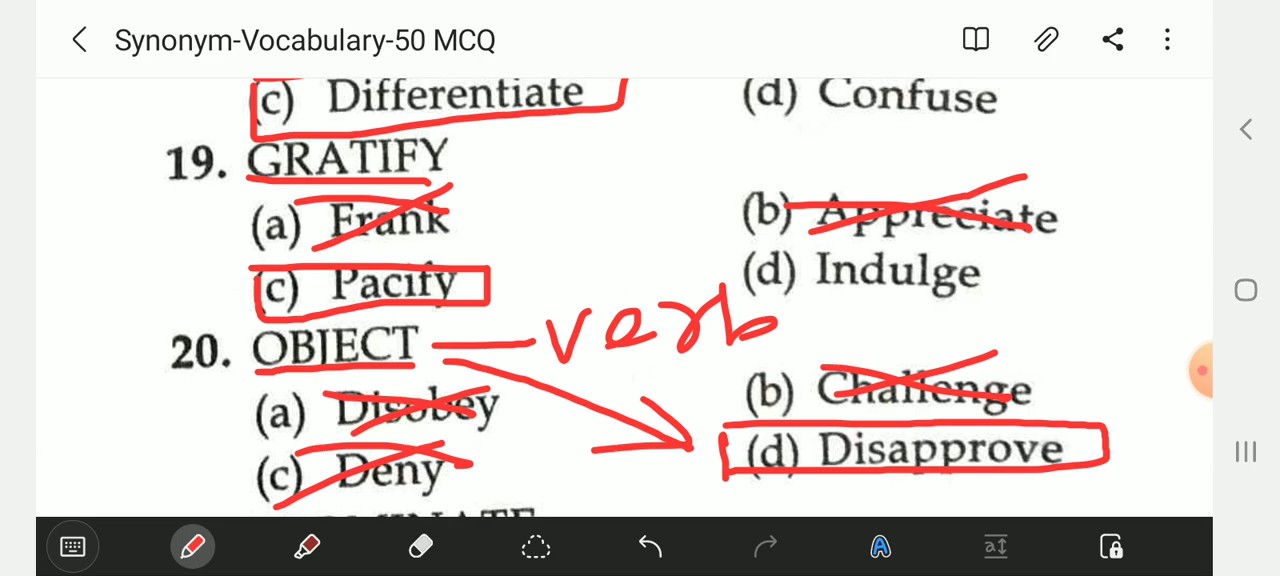 Synonym-Vocabulary-50 MCQ
(c) Differentiate (d) Confuse
19. GRATIFY
(a) Frank (b) Appreciate
(c) Pacify (d) Indulge
20. OBJECT verb
(a) Disobey (b) Challenge
(c) Deny (d) Disapprove